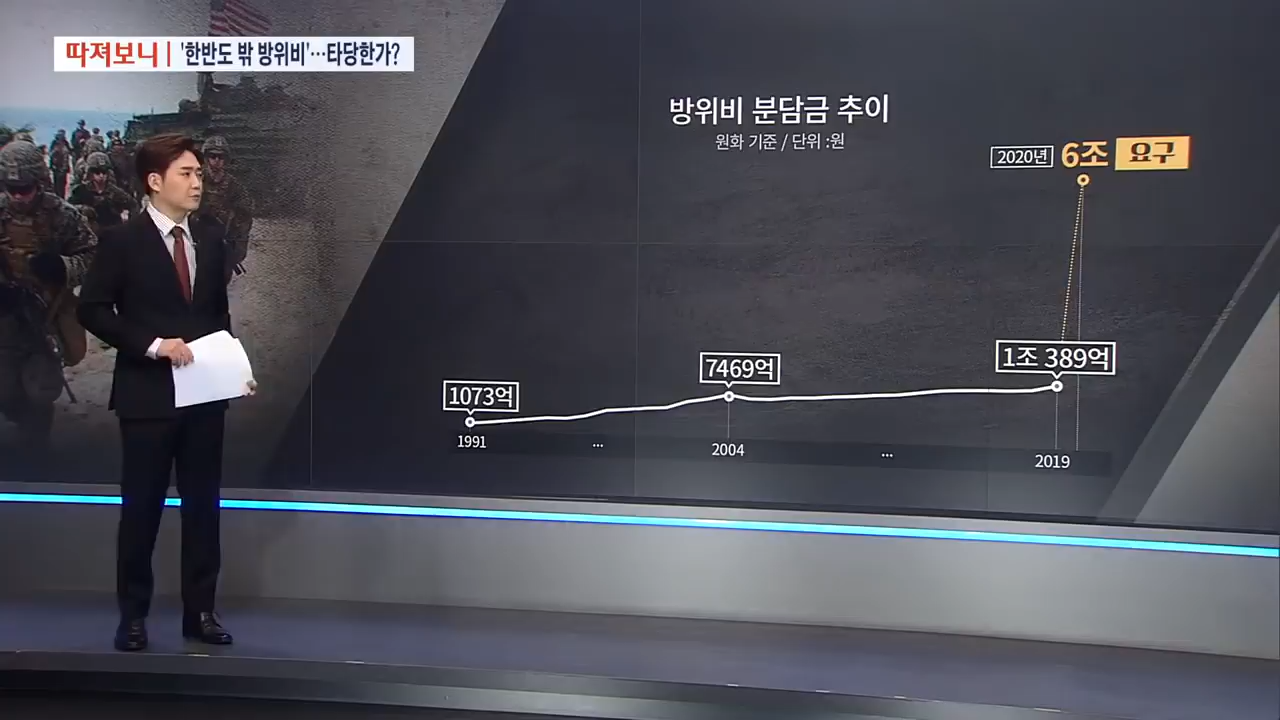 따져보니 | '한반도 밖 방위비'…타당한가?
방위비 분담금 추이
원화 기준 / 단위 :원
2020년 6조 요구
1073억
7469억
1조 389억
1991 ... 2004 ... 2019